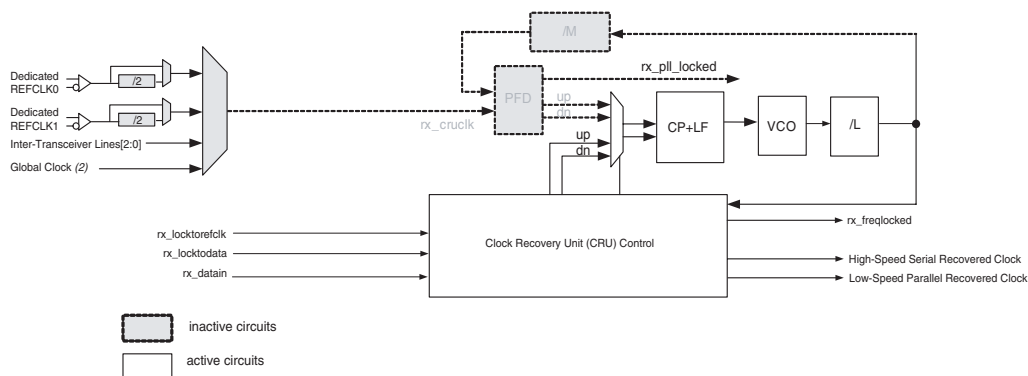 /M
Dedicated
REFCLK0
/2
rx_pll_locked
PFD
up
dn
rx_cruclk
Dedicated
REFCLK1
/2
CP+LF
VCO
/L
up
dn
Inter-Transceiver Lines[2:0]
Global Clock (2)
rx_locktorefclk
rx_locktodata
rx_datain
Clock Recovery Unit (CRU) Control
rx_freqlocked
High-Speed Serial Recovered Clock
Low-Speed Parallel Recovered Clock
inactive circuits
active circuits